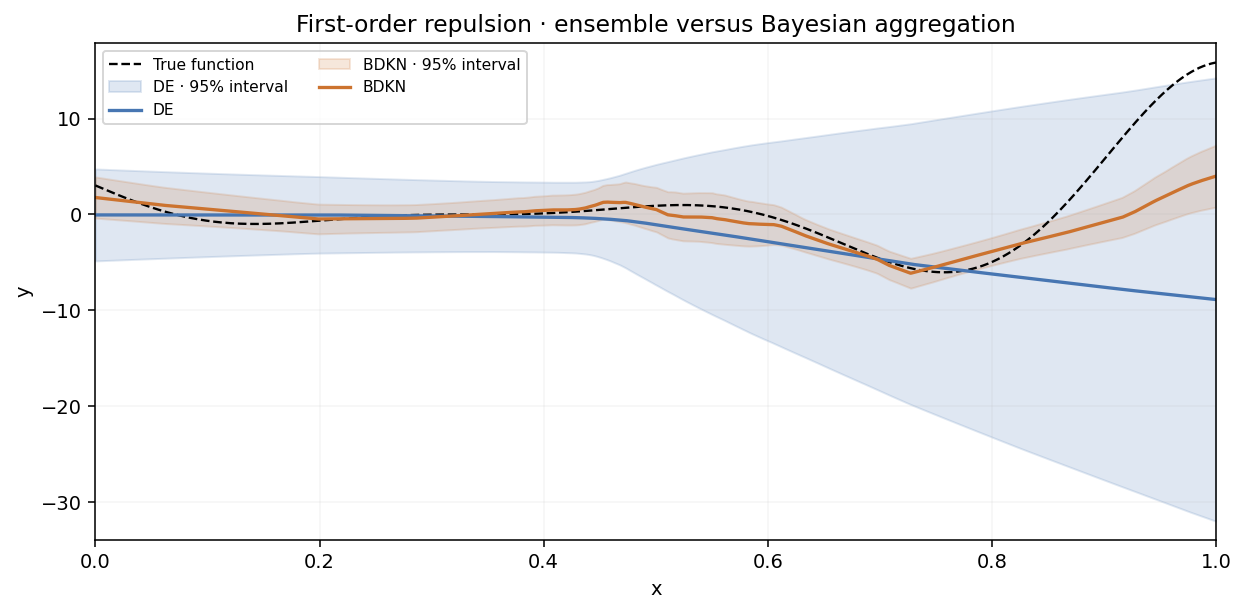 First-order repulsion · ensemble versus Bayesian aggregation
True function
DE · 95% interval
DE
BDKN · 95% interval
BDKN
y
10
0
−10
−20
−30
0.0
0.2
0.4
0.6
0.8
1.0
x